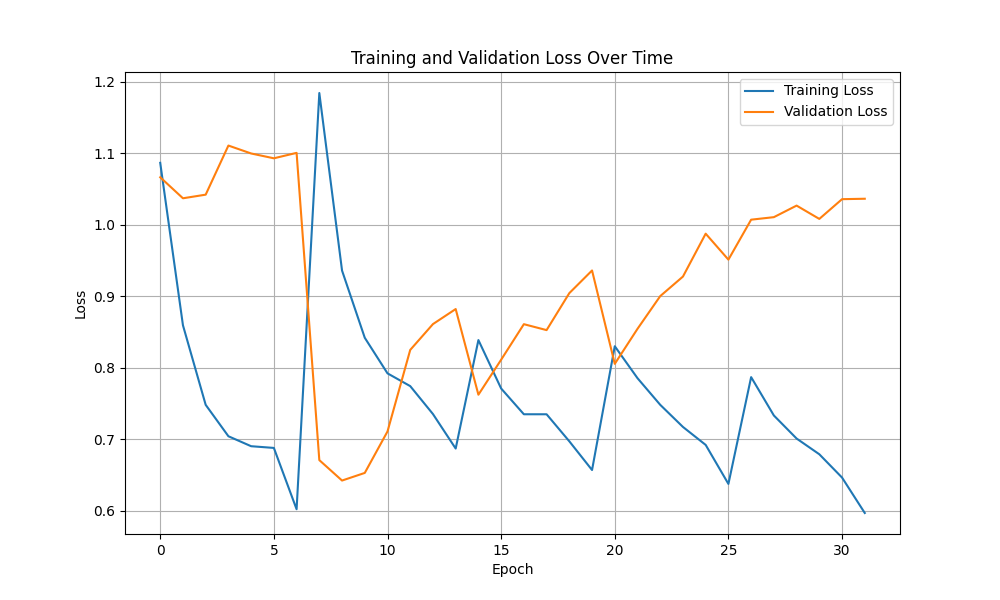 Training and Validation Loss Over Time
Training Loss
Validation Loss
1.2
1.1
1.0
0.9
0.8
0.7
0.6
Loss
0 5 10 15 20 25 30
Epoch